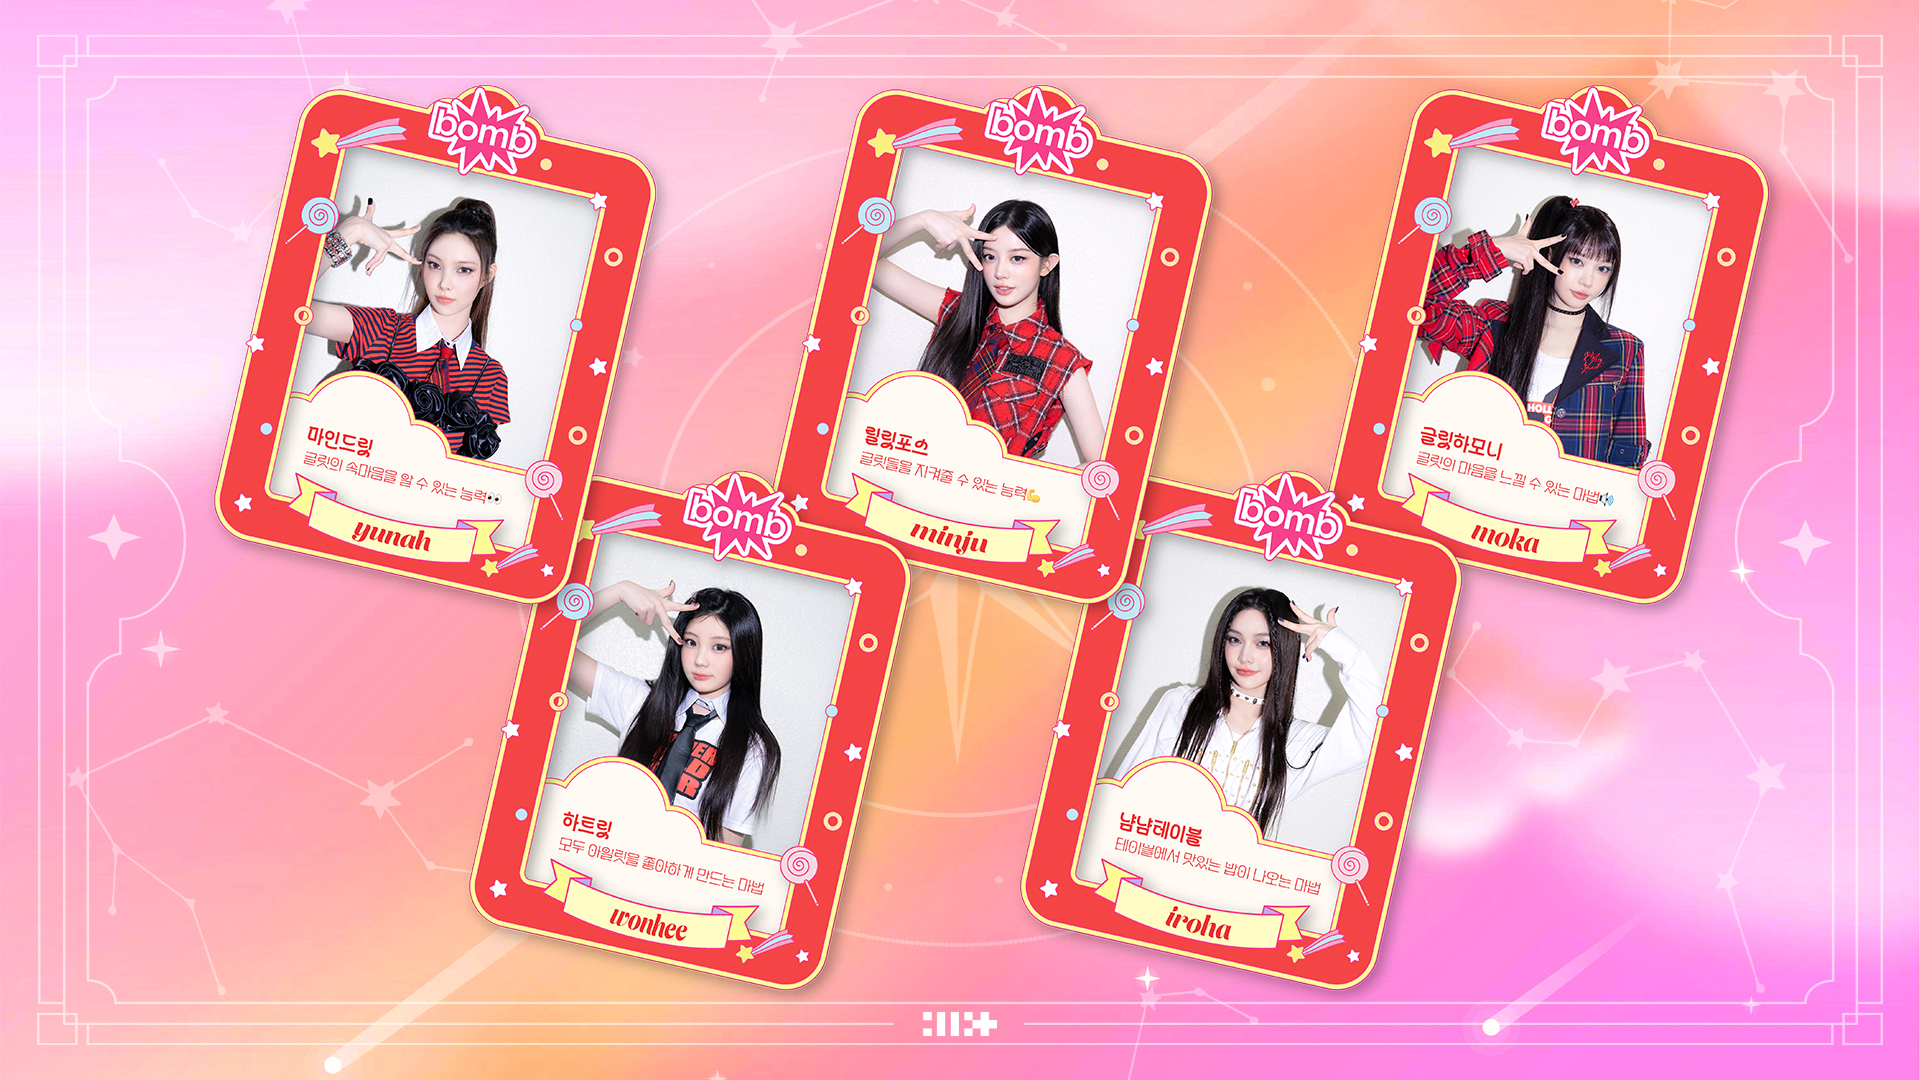 bomb
마인드릿
글릿의 속마음을 알 수 있는 능력👀
yunah
bomb
릴릿포스
글릿들을 지켜줄 수 있는 능력💪
minju
bomb
글릿하모니
글릿의 마음을 느낄 수 있는 마법🔊
moka
bomb
하트릿
모두 아일릿을 좋아하게 만드는 마법
wonhee
bomb
냠냠테이블
테이블에서 맛있는 밥이 나오는 마법
iroha